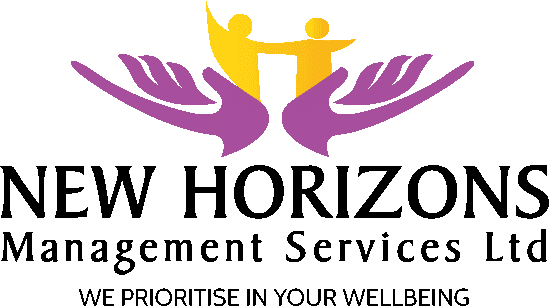 NEW HORIZONS
Management Services Ltd
WE PRIORITISE IN YOUR WELLBEING